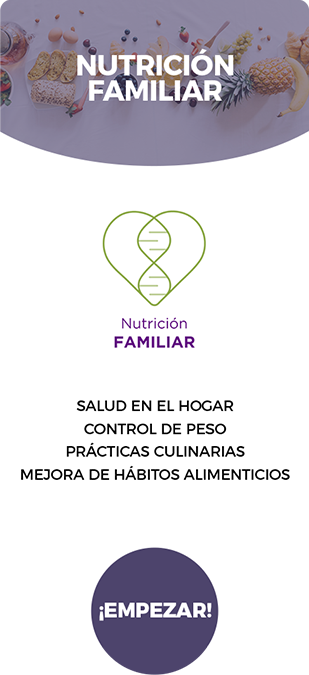 NUTRICIÓN
FAMILIAR
Nutrición
FAMILIAR
SALUD EN EL HOGAR
CONTROL DE PESO
PRÁCTICAS CULINARIAS
MEJORA DE HÁBITOS ALIMENTICIOS
¡EMPEZAR!